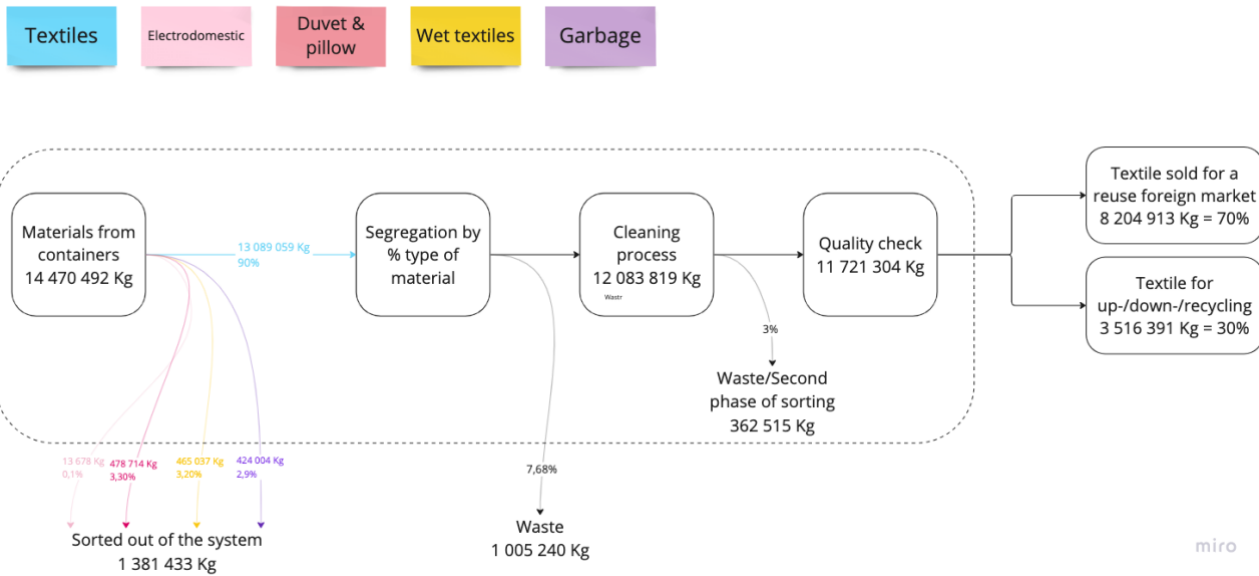 Textiles
Electrodomestic
Duvet &
pillow
Wet textiles
Garbage
Materials from
containers
14 470 492 Kg
13 089 059 Kg
90%
Segregation by
% type of
material
Cleaning
process
12 083 819 Kg
Wastr
Quality check
11 721 304 Kg
Textile sold for a
reuse foreign market
8 204 913 Kg = 70%
Textile for
up-/down-/recycling
3 516 391 Kg = 30%
3%
Waste/Second
phase of sorting
362 515 Kg
13 678 Kg
0,1%
478 714 Kg
3,30%
465 037 Kg
3,20%
424 004 Kg
2,9%
7,68%
Sorted out of the system
1 381 433 Kg
Waste
1 005 240 Kg
miro